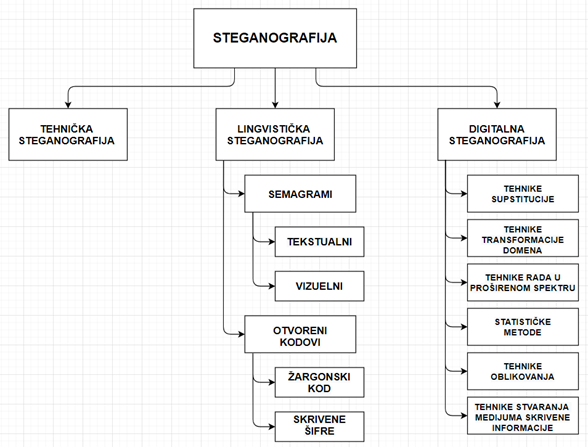 STEGANOGRAFIJA
TEHNIČKA
STEGANOGRAFIJA
LINGVISTIČKA
STEGANOGRAFIJA
SEMAGRAMI
TEKSTUALNI
VIZUELNI
OTVORENI
KODOVI
ŽARGONSKI
KOD
SKRIVENE
ŠIFRE
DIGITALNA
STEGANOGRAFIJA
TEHNIKE
SUPSTITUCIJE
TEHNIKE
TRANSFORMACIJE
DOMENA
TEHNIKE RADA U
PROŠIRENOM SPEKTRU
STATISTIČKE
METODE
TEHNIKE
OBLIKOVANJA
TEHNIKE STVARANJA
MEDIJUMA SKRIVENE
INFORMACIJE